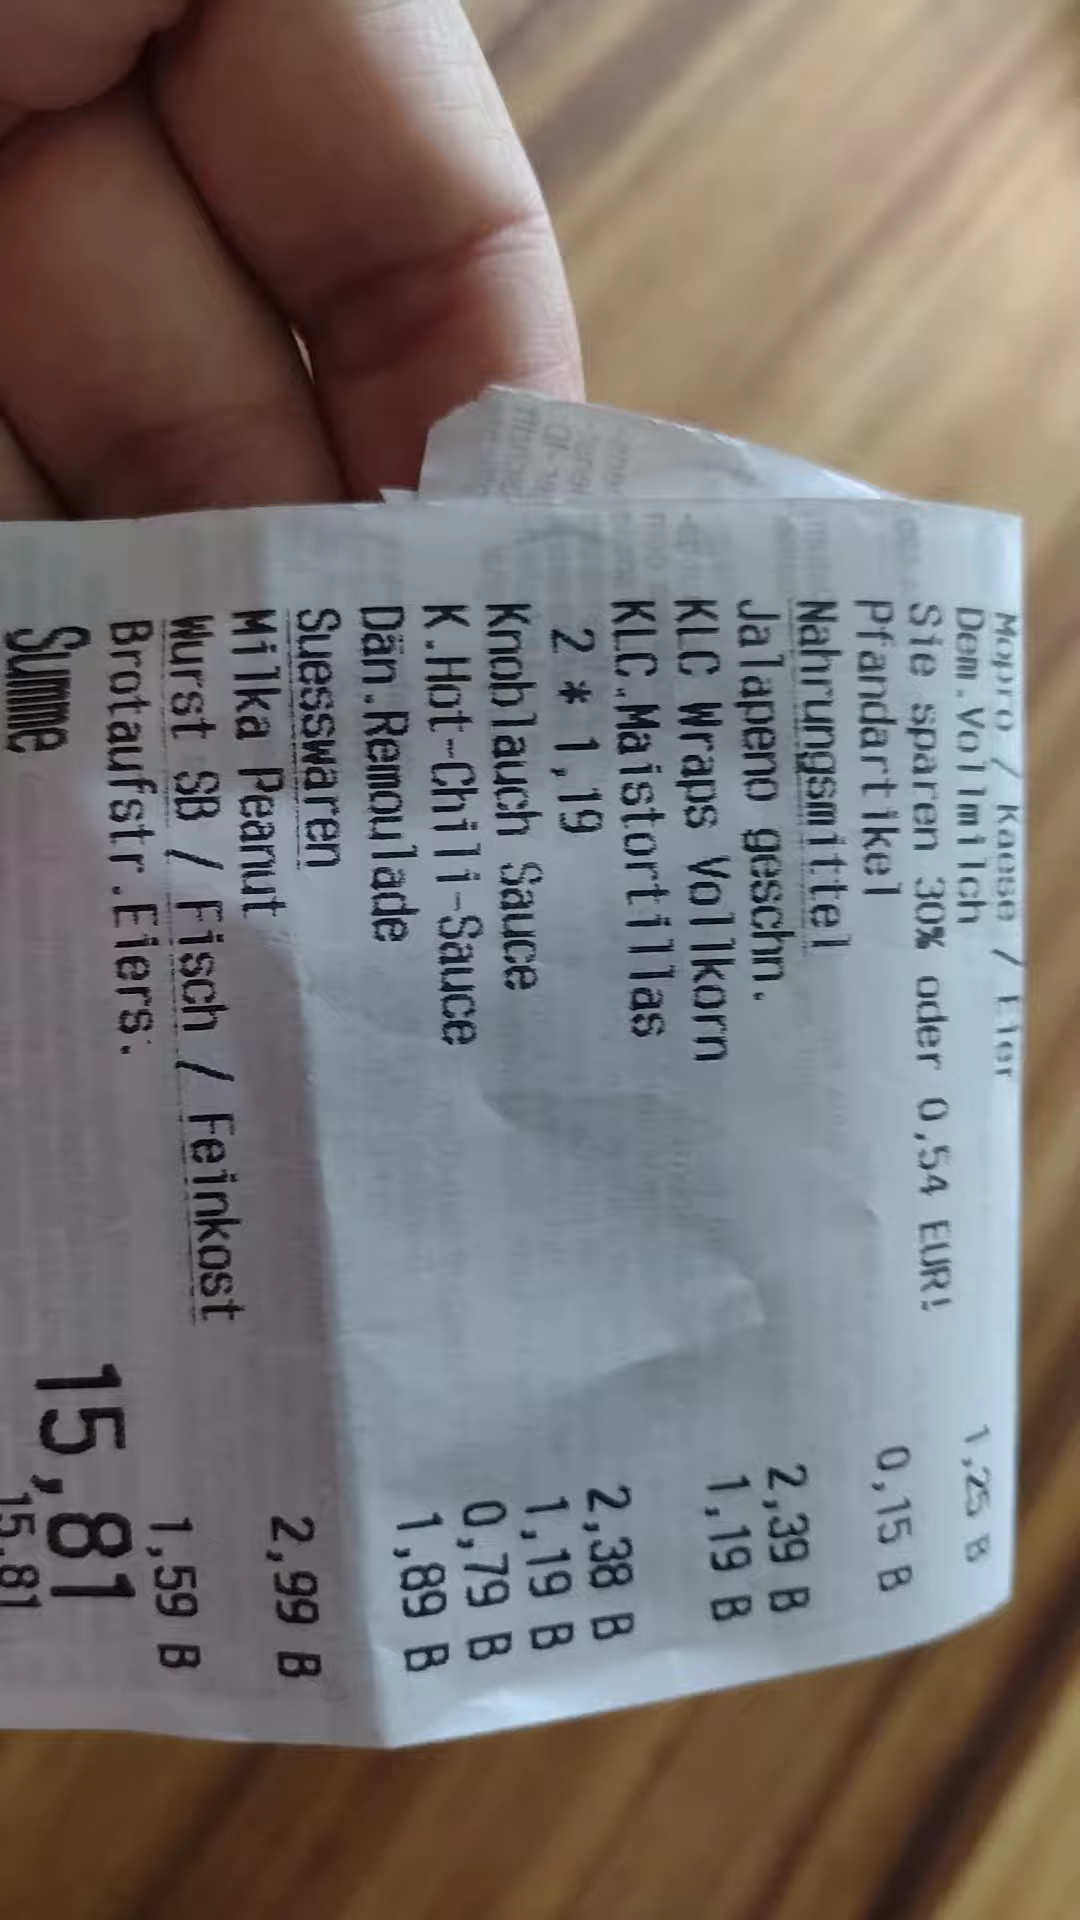 Mopro / Kaese / Eier
Dem.Vollmilch 1,25 B
Sie sparen 30% oder 0,54 EUR!
Pfandartikel 0,15 B
Nahrungsmittel
Jalapeno geschn. 2,39 B
KLC Wraps Vollkorn 1,19 B
KLC.Maistortillas
2 * 1,19 2,38 B
Knoblauch Sauce 1,19 B
K.Hot-Chili-Sauce 0,79 B
Dän.Remoulade 1,89 B
Suesswaren
Milka Peanut 2,99 B
Wurst SB / Fisch / Feinkost
Brotaufstr.Eiers. 1,59 B
Summe 15,81
15,81